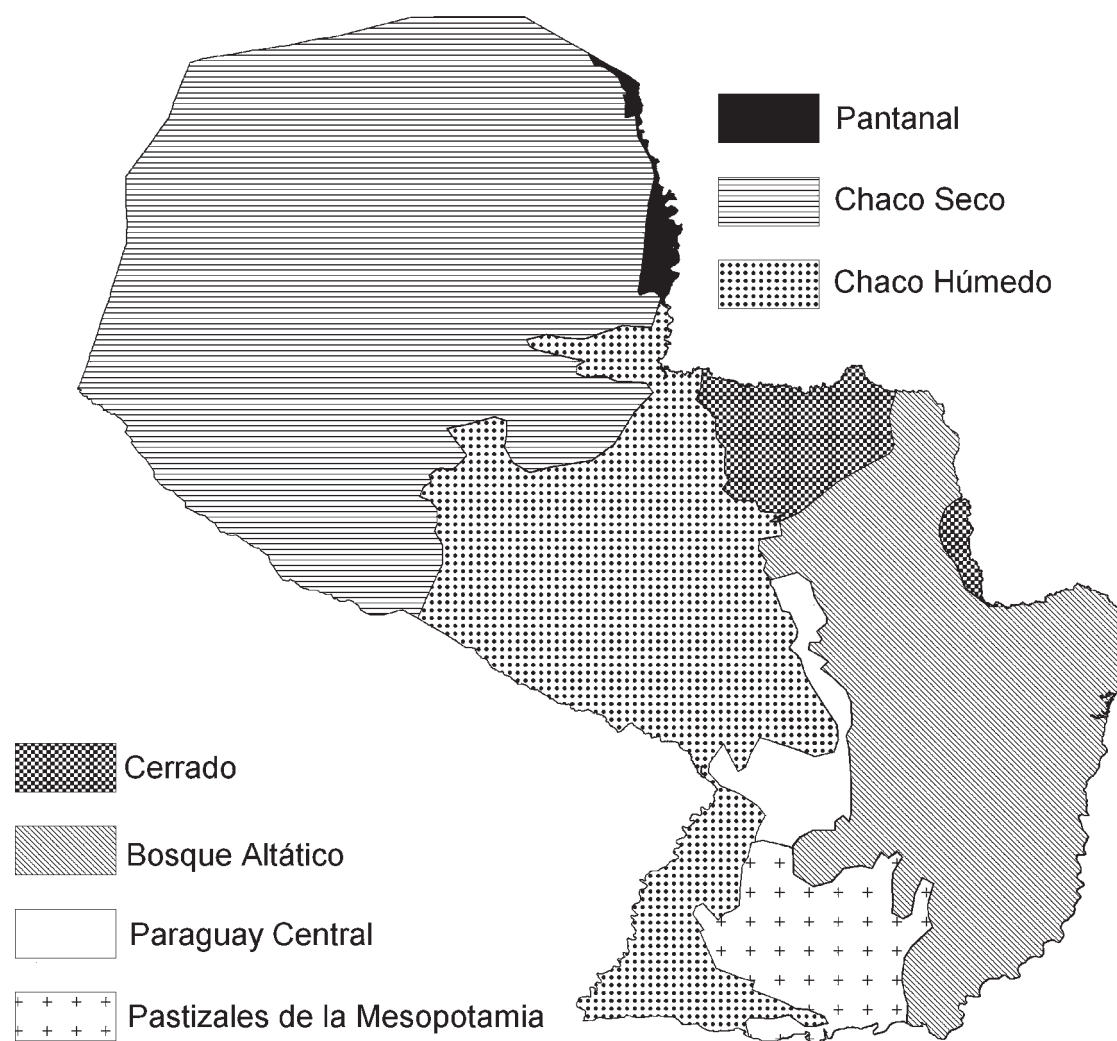 Pantanal
Chaco Seco
Chaco Húmedo
Cerrado
Bosque Altático
Paraguay Central
Pastizales de la Mesopotamia